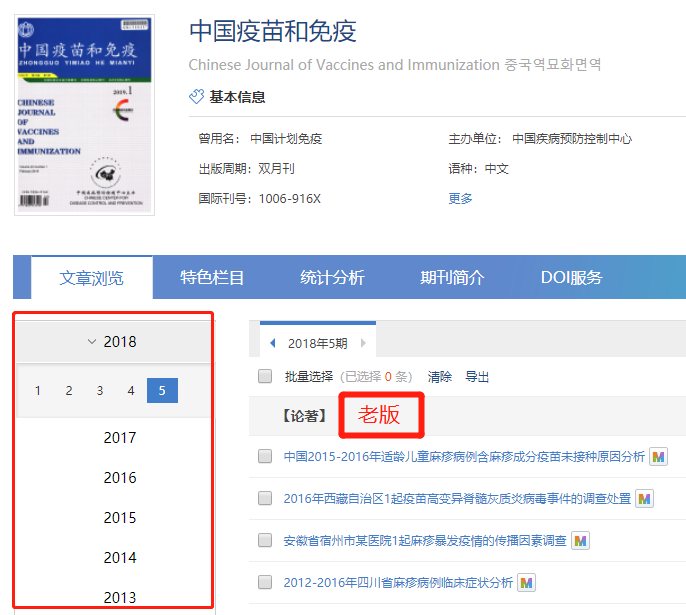 中国疫苗和免疫
ZHONGGUO YIMIAO HE MIANYI
2019.1
CHINESE
JOURNAL
OF
VACCINES
AND
IMMUNIZATION
中国疫苗和免疫
Chinese Journal of Vaccines and Immunization 중국역묘화면역
基本信息
曾用名： 中国计划免疫
主办单位： 中国疾病预防控制中心
出版周期：双月刊
语种：中文
国际刊号：1006-916X
更多
文章浏览 特色栏目 统计分析 期刊简介 DOI服务
2018
1 2 3 4 5
2017
2016
2015
2014
2013
2018年5期
批量选择 (已选择 0 条) 清除 导出
【论著】 老版
中国2015-2016年适龄儿童麻疹病例含麻疹成分疫苗未接种原因分析 M
2016年西藏自治区1起疫苗高变异脊髓灰质炎病毒事件的调查处置 M
安徽省宿州市某医院1起麻疹暴发疫情的传播因素调查 M
2012-2016年四川省麻疹病例临床症状分析 M